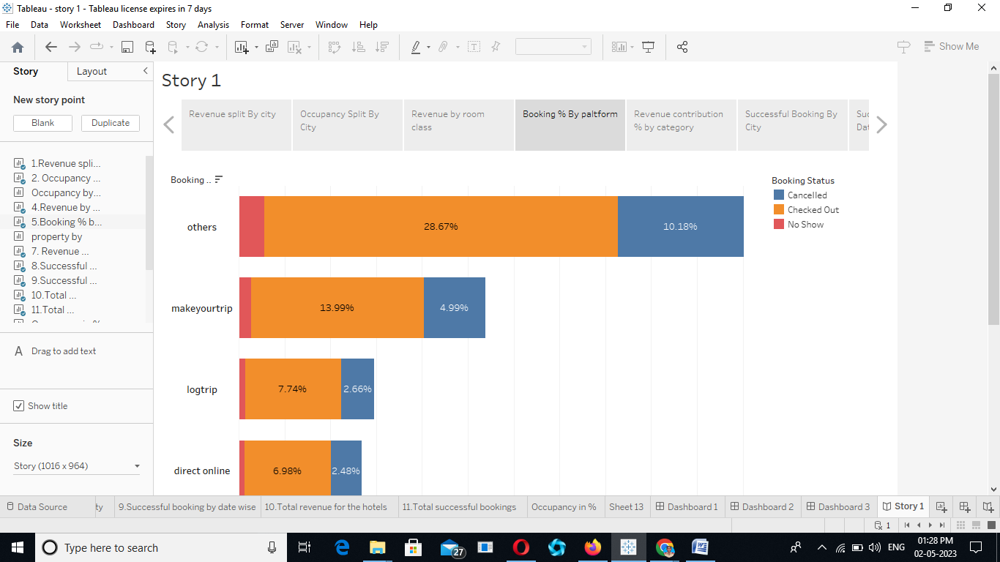 Tableau - story 1 - Tableau license expires in 7 days
File Data Worksheet Dashboard Story Analysis Format Server Window Help
Show Me
Story Layout
New story point
Blank Duplicate
1.Revenue spli...
2. Occupancy ...
Occupancy by...
4.Revenue by ...
5.Booking % b...
property by
7. Revenue ...
8.Successful ...
9.Successful ...
10.Total ...
11.Total ...
A Drag to add text
Show title
Size
Story (1016 x 964)
Story 1
Revenue split By city
Occupancy Split By
City
Revenue by room
class
Booking % By paltform
Revenue contribution
% by category
Successful Booking By
City
Suc
Dat
Booking ..
others 28.67% 10.18%
makeyourtrip 13.99% 4.99%
logtrip 7.74% 2.66%
direct online 6.98% 2.48%
Booking Status
Cancelled
Checked Out
No Show
Data Source ty 9.Successful booking by date wise 10.Total revenue for the hotels 11.Total successful bookings Occupancy in % Sheet 13 Dashboard 1 Dashboard 2 Dashboard 3 Story 1
1
Type here to search 27 W ENG 01:28 PM
02-05-2023